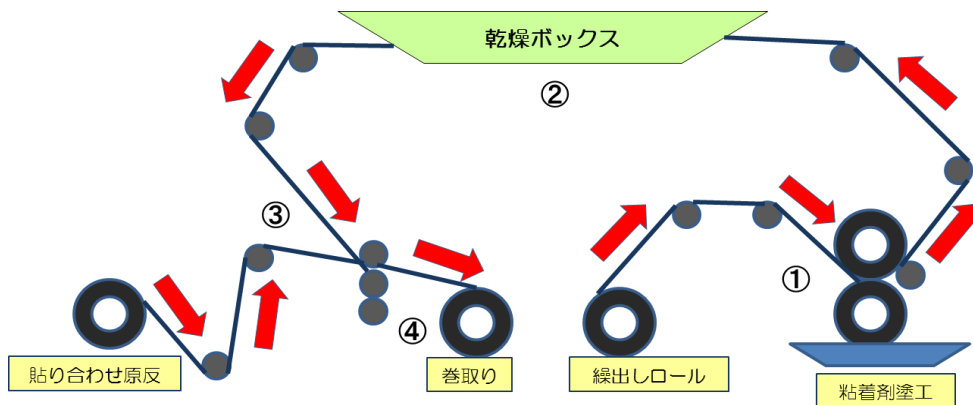 乾燥ボックス
②
③
①
④
貼り合わせ原反
巻取り
繰出しロール
粘着剤塗工